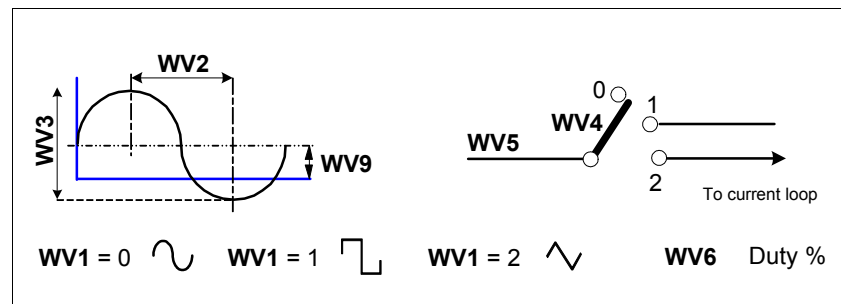 WV2
WV3
WV9
0
1
WV4
WV5
2
To current loop
WV1 = 0
WV1 = 1
WV1 = 2
WV6 Duty %